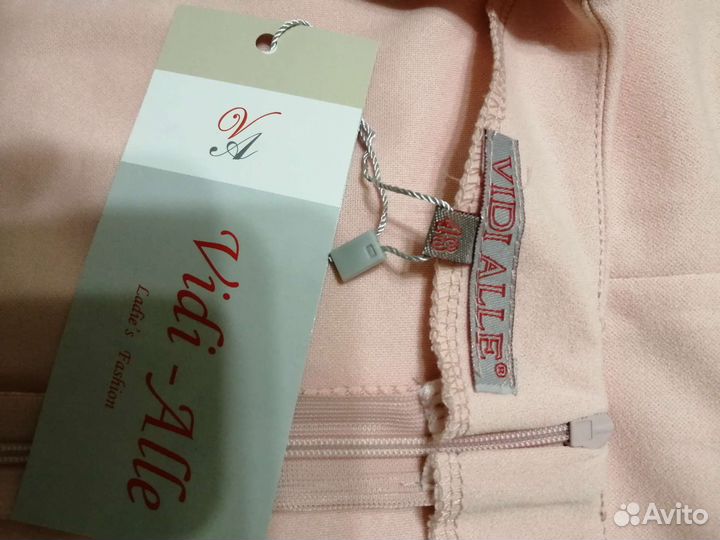 VA
Vidi-Alle
Ladie's Fashion
48
VIDI ALLE®
Avito